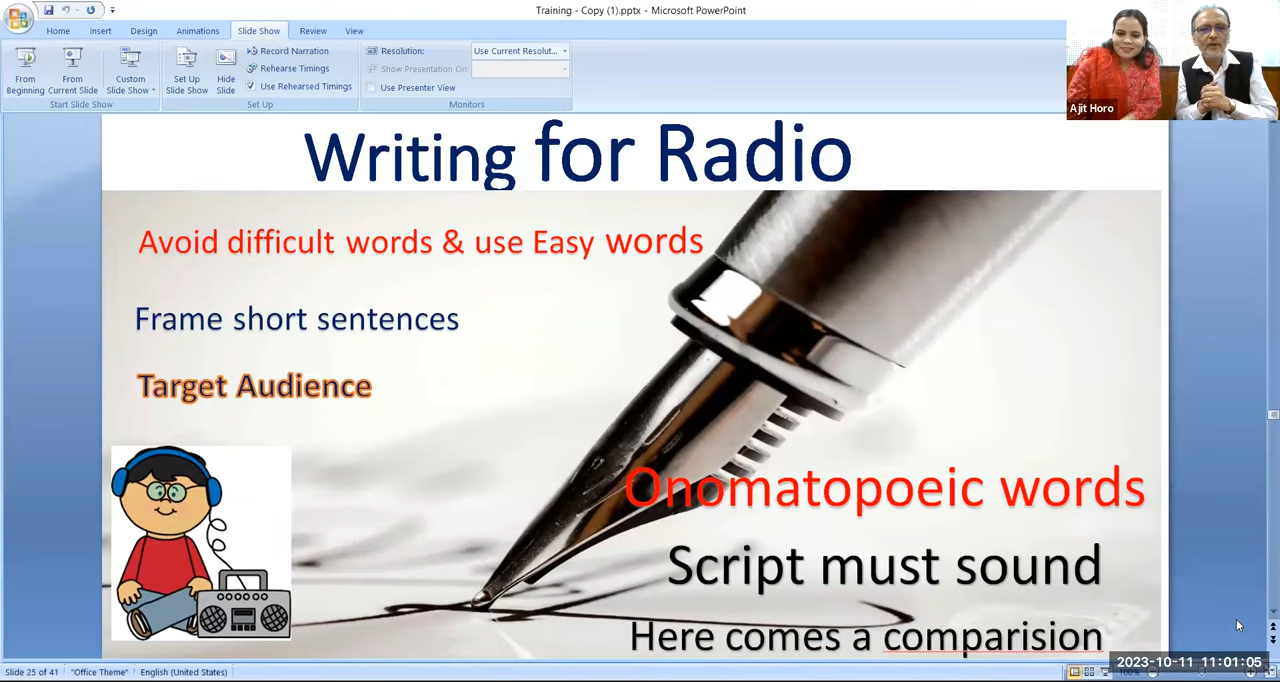 Training - Copy (1).pptx - Microsoft PowerPoint
Home Insert Design Animations Slide Show Review View
From Beginning
From Current Slide
Custom Slide Show
Start Slide Show
Set Up Slide Show
Hide Slide
Record Narration
Rehearse Timings
Use Rehearsed Timings
Set Up
Resolution: Use Current Resolut...
Show Presentation On:
Use Presenter View
Monitors
Ajit Horo
Writing for Radio
Avoid difficult words & use Easy words
Frame short sentences
Target Audience
Onomatopoeic words
Script must sound
Here comes a comparision
Slide 25 of 41 "Office Theme" English (United States)
2023-10-11 11:01:05